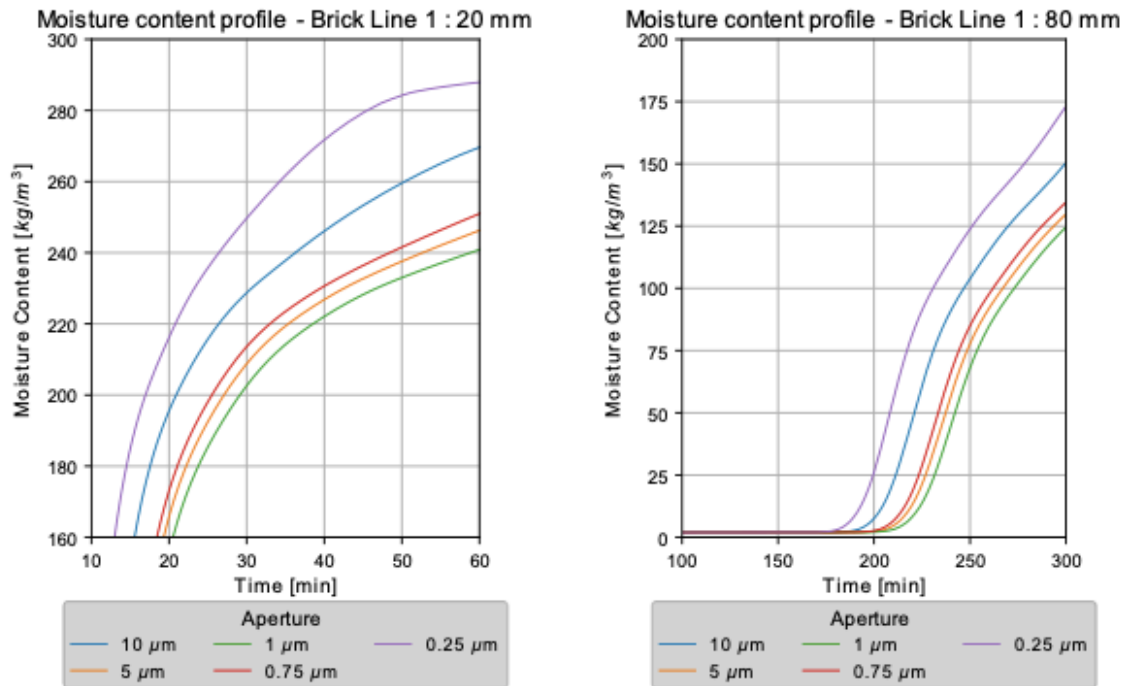 Moisture content profile - Brick Line 1 : 20 mm
300
280
260
240
220
200
180
160
Moisture Content [kg/m³]
10 20 30 40 50 60
Time [min]
Aperture
10 μm 1 μm 0.25 μm
5 μm 0.75 μm
Moisture content profile - Brick Line 1 : 80 mm
200
175
150
125
100
75
50
25
0
Moisture Content [kg/m³]
100 150 200 250 300
Time [min]
Aperture
10 μm 1 μm 0.25 μm
5 μm 0.75 μm